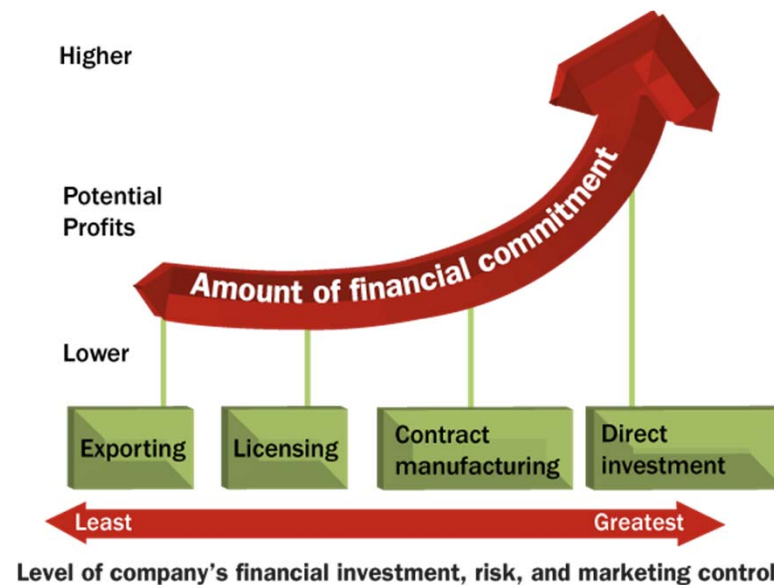 Higher
Potential
Profits
Lower
Amount of financial commitment
Exporting
Licensing
Contract
manufacturing
Direct
investment
Least
Greatest
Level of company's financial investment, risk, and marketing control